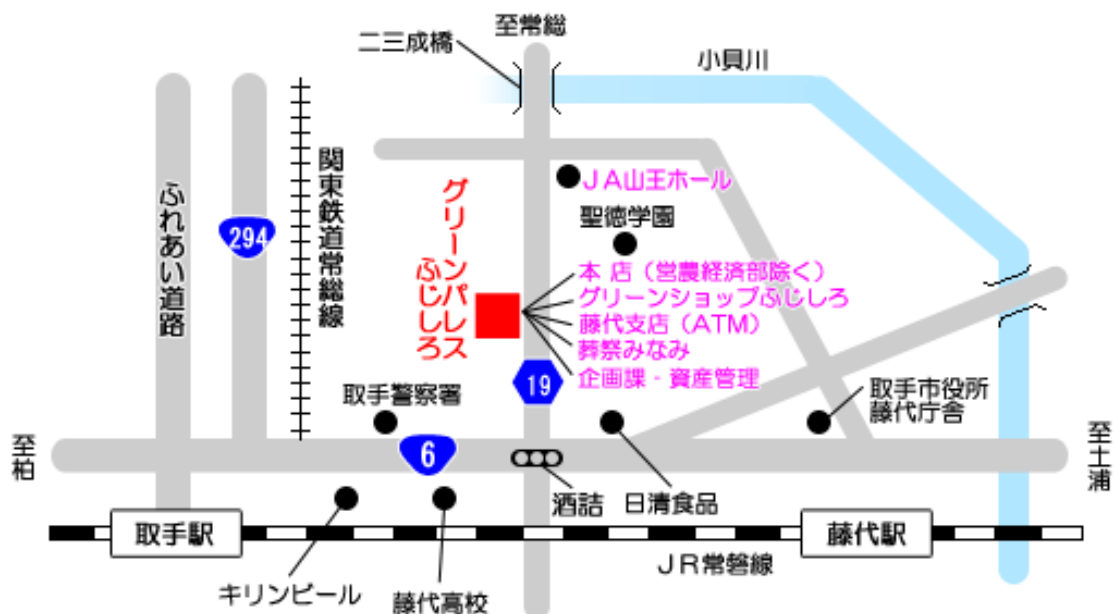 至常総
二三成橋
小貝川
ふれあい道路
294
関東鉄道常総線
JA山王ホール
聖徳学園
グリーンパレス
ふじしろ
本 店（営農経済部除く）
グリーンショップふじしろ
藤代支店（ATM）
葬祭みなみ
企画課・資産管理
19
取手警察署
取手市役所
藤代庁舎
6
至柏
至土浦
酒詰
日清食品
取手駅
藤代駅
JR常磐線
キリンビール
藤代高校